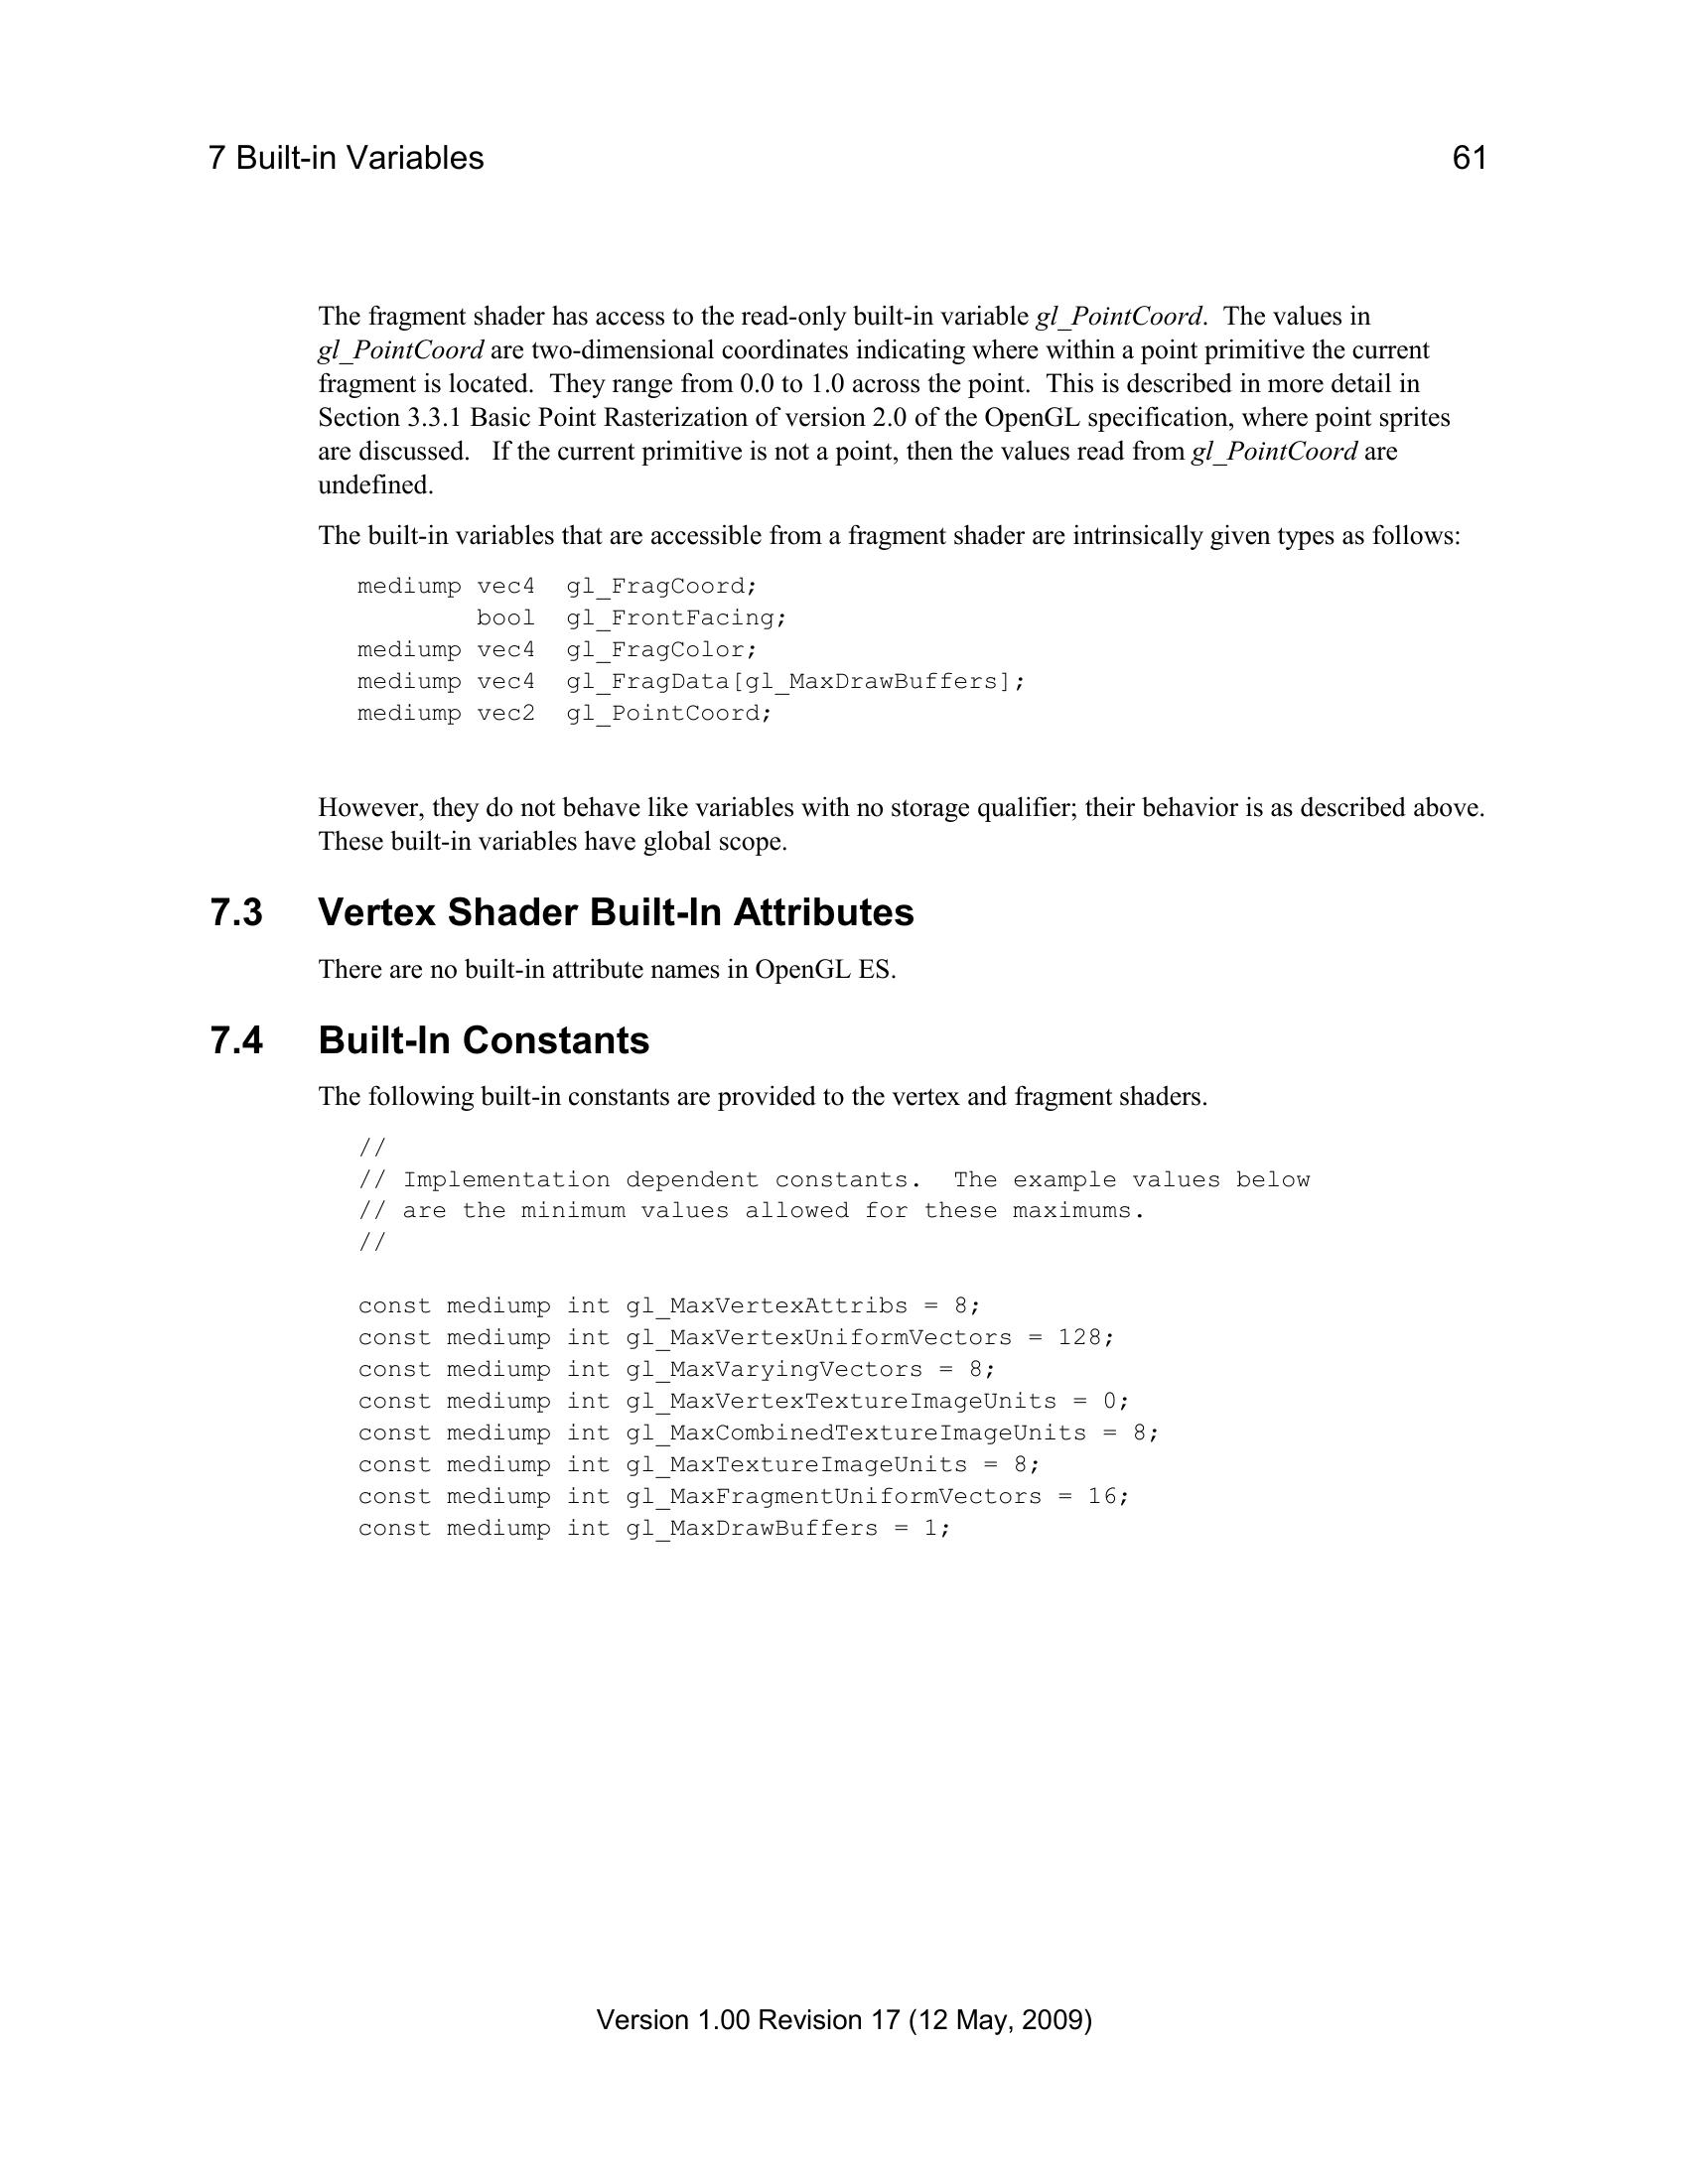 7 Built-in Variables 61
The fragment shader has access to the read-only built-in variable gl_PointCoord.  The values in
gl_PointCoord are two-dimensional coordinates indicating where within a point primitive the current
fragment is located.  They range from 0.0 to 1.0 across the point.  This is described in more detail in
Section 3.3.1 Basic Point Rasterization of version 2.0 of the OpenGL specification, where point sprites
are discussed.   If the current primitive is not a point, then the values read from gl_PointCoord are
undefined.
The built-in variables that are accessible from a fragment shader are intrinsically given types as follows:
mediump vec4  gl_FragCoord;
        bool  gl_FrontFacing;
mediump vec4  gl_FragColor;
mediump vec4  gl_FragData[gl_MaxDrawBuffers];
mediump vec2  gl_PointCoord;
However, they do not behave like variables with no storage qualifier; their behavior is as described above.
These built-in variables have global scope.
7.3 Vertex Shader Built-In Attributes
There are no built-in attribute names in OpenGL ES.
7.4 Built-In Constants
The following built-in constants are provided to the vertex and fragment shaders.
//
// Implementation dependent constants.  The example values below
// are the minimum values allowed for these maximums.
//
const mediump int gl_MaxVertexAttribs = 8;
const mediump int gl_MaxVertexUniformVectors = 128;
const mediump int gl_MaxVaryingVectors = 8;
const mediump int gl_MaxVertexTextureImageUnits = 0;
const mediump int gl_MaxCombinedTextureImageUnits = 8;
const mediump int gl_MaxTextureImageUnits = 8;
const mediump int gl_MaxFragmentUniformVectors = 16;
const mediump int gl_MaxDrawBuffers = 1;
Version 1.00 Revision 17 (12 May, 2009)